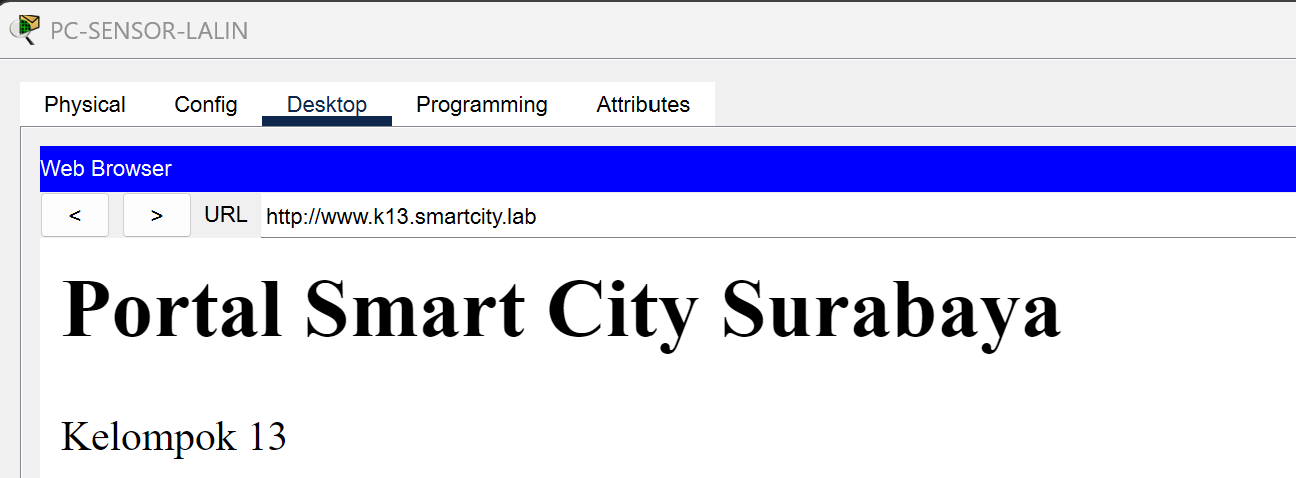 PC-SENSOR-LALIN
Physical Config Desktop Programming Attributes
Web Browser
< > URL http://www.k13.smartcity.lab
Portal Smart City Surabaya
Kelompok 13